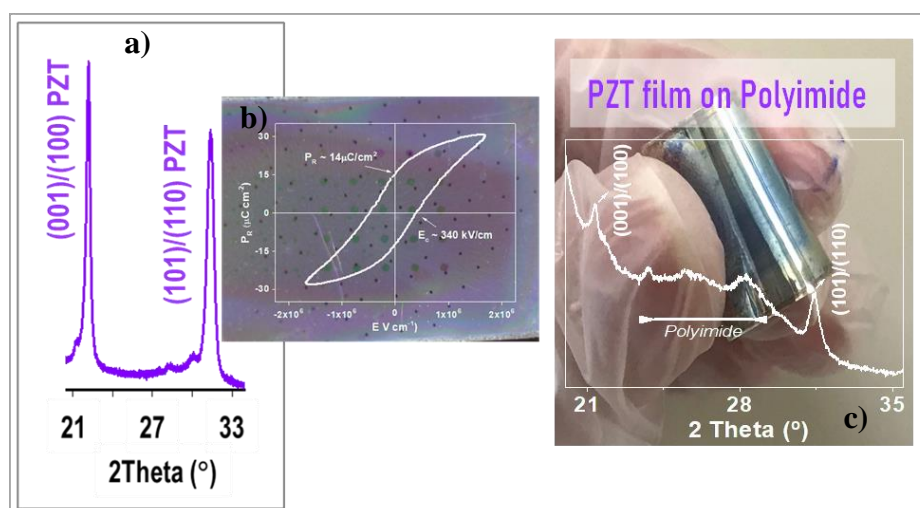 a)
(001)/(100) PZT
(101)/(110) PZT
21 27 33
2Theta (°)
b)
30
15
0
-15
-30
P_R (μC cm⁻²)
P_R ~ 14μC/cm²
E_c ~ 340 kV/cm
-2x10⁶ -1x10⁶ 0 1x10⁶ 2x10⁶
E V cm⁻¹)
PZT film on Polyimide
(001)/(100)
(101)/(110)
Polyimide
21 28 35
2 Theta (°)
c)